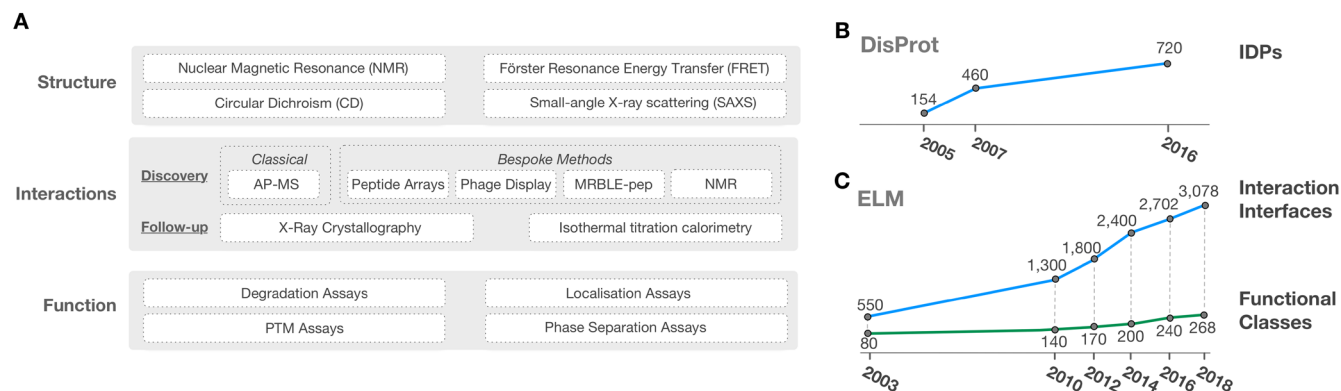 A
Structure
Nuclear Magnetic Resonance (NMR)
Förster Resonance Energy Transfer (FRET)
Circular Dichroism (CD)
Small-angle X-ray scattering (SAXS)
Interactions
Discovery
Classical
AP-MS
Bespoke Methods
Peptide Arrays
Phage Display
MRBLE-pep
NMR
Follow-up
X-Ray Crystallography
Isothermal titration calorimetry
Function
Degradation Assays
Localisation Assays
PTM Assays
Phase Separation Assays
B
DisProt
154
460
720
IDPs
2005
2007
2016
C
ELM
550
1,300
1,800
2,400
2,702
3,078
Interaction
Interfaces
80
140
170
200
240
268
Functional
Classes
2003
2010
2012
2014
2016
2018